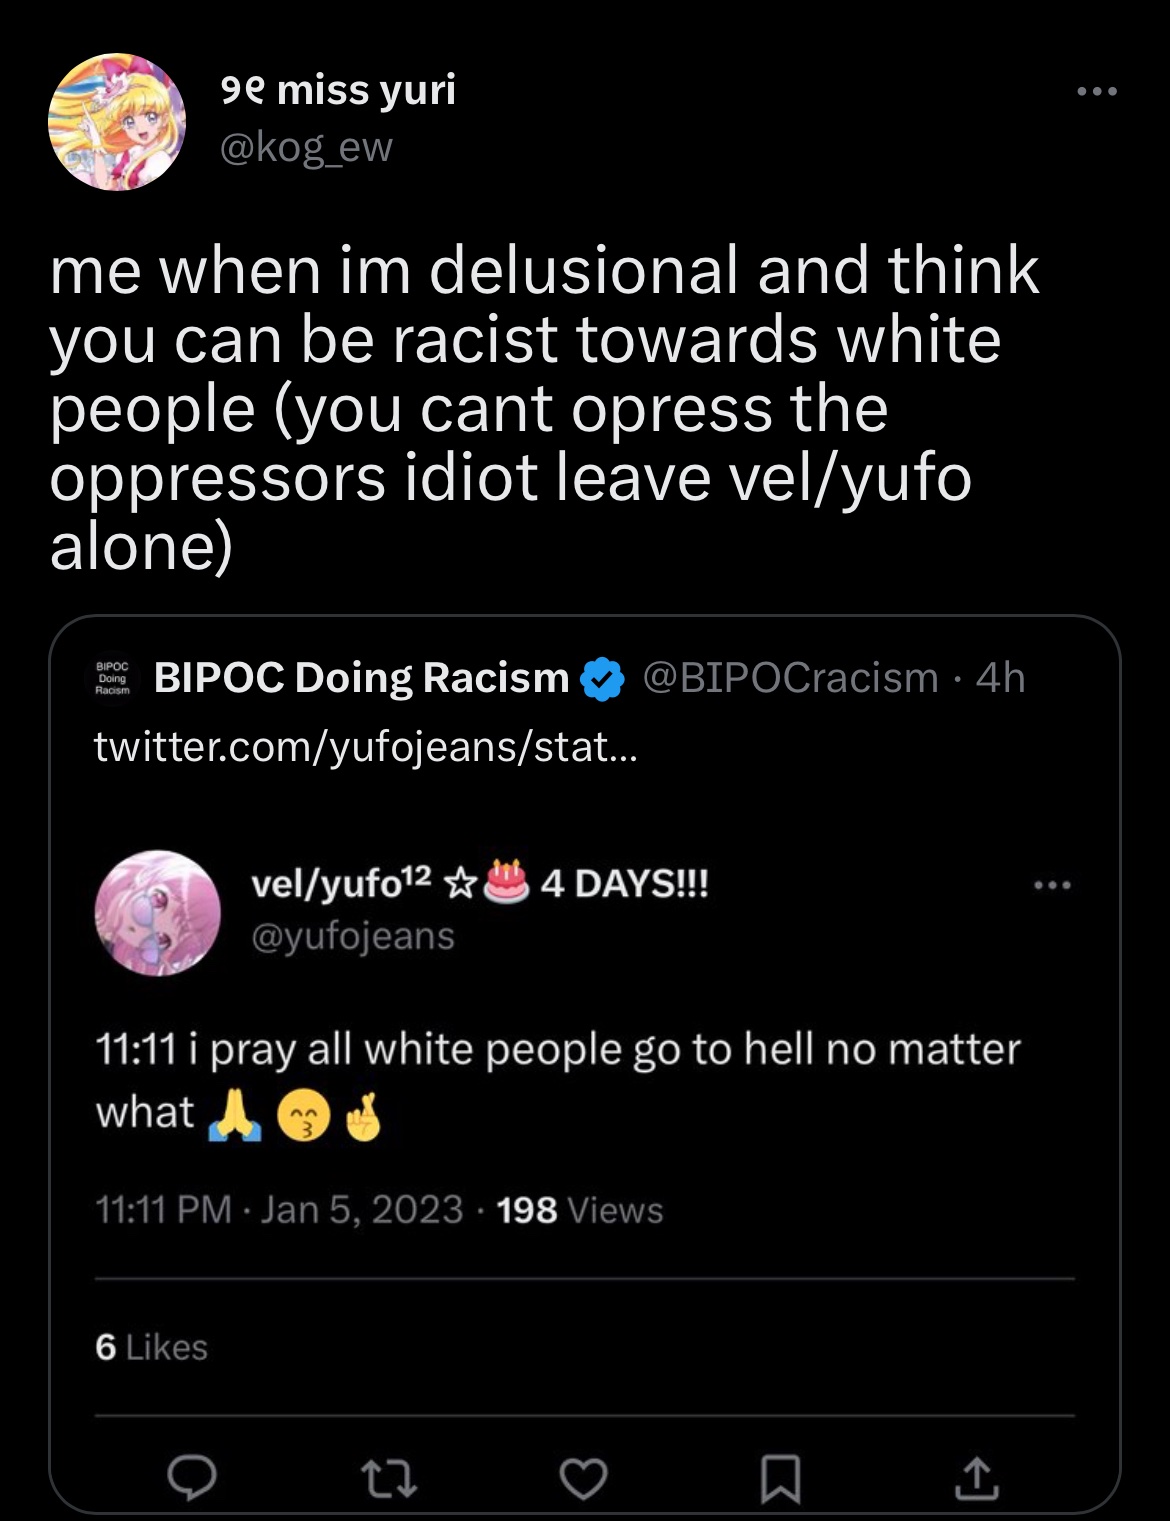 ୨୧ miss yuri
@kog_ew
me when im delusional and think
you can be racist towards white
people (you cant opress the
oppressors idiot leave vel/yufo
alone)
BIPOC
Doing
Racism
BIPOC Doing Racism @BIPOCracism · 4h
twitter.com/yufojeans/stat...
vel/yufo¹² ☆🎂 4 DAYS!!!
@yufojeans
11:11 i pray all white people go to hell no matter
what 🙏 😙 🤞
11:11 PM · Jan 5, 2023 · 198 Views
6 Likes